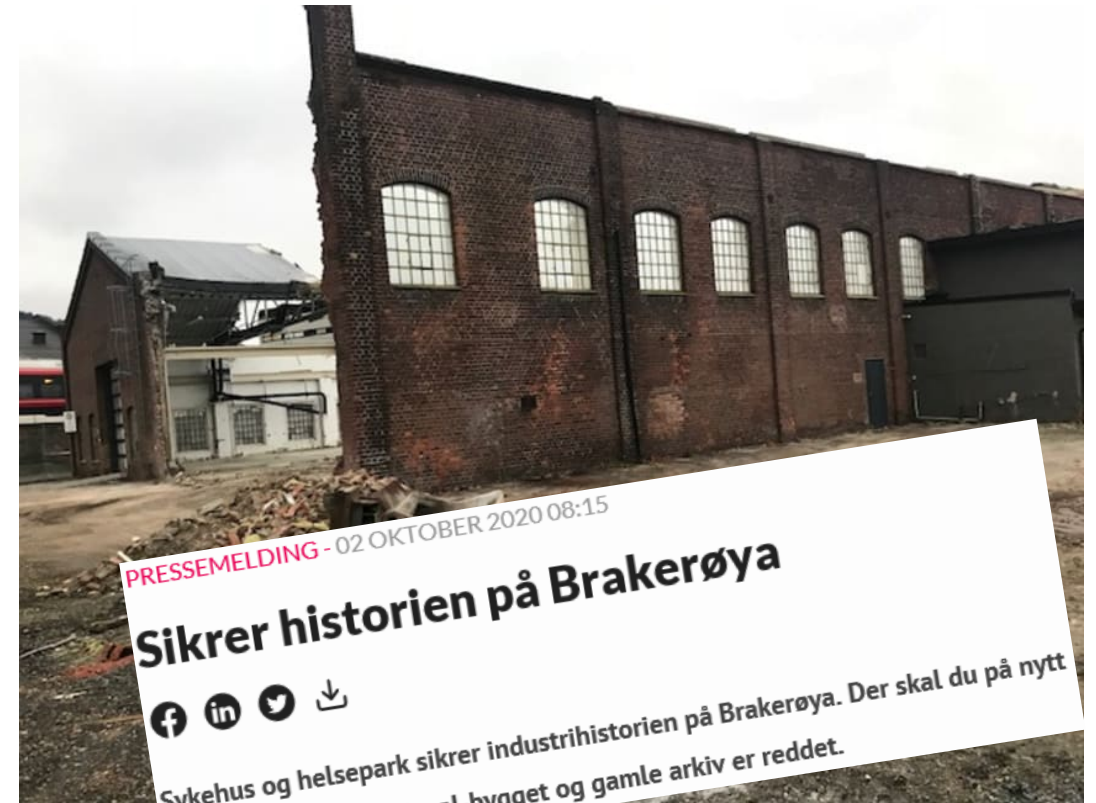 PRESSEMELDING - 02 OKTOBER 2020 08:15
Sikrer historien på Brakerøya
Sykehus og helsepark sikrer industrihistorien på Brakerøya. Der skal du på nytt
bygget og gamle arkiv er reddet.